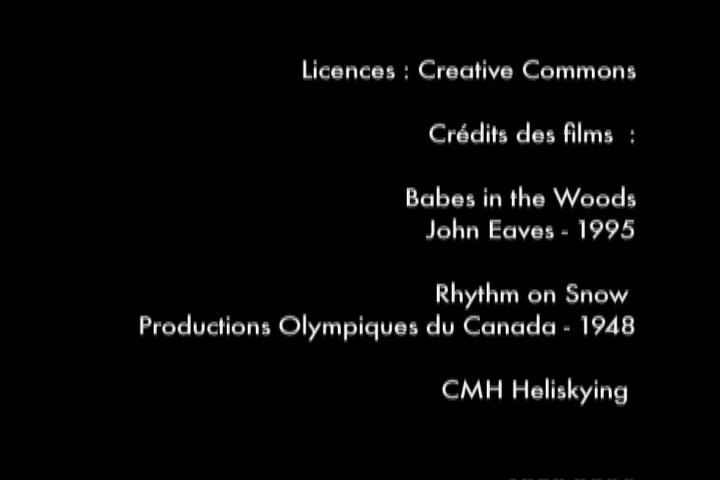 Licences : Creative Commons
Crédits des films :
Babes in the Woods
John Eaves - 1995
Rhythm on Snow
Productions Olympiques du Canada - 1948
CMH Heliskying